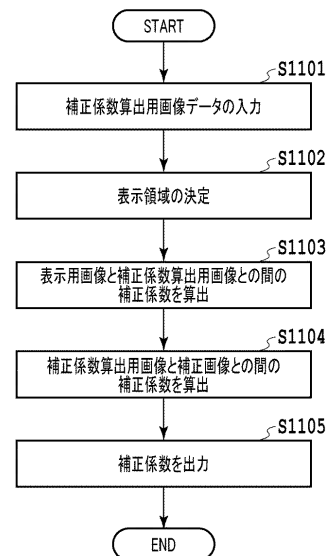 START
S1101
補正係数算出用画像データの入力
S1102
表示領域の決定
S1103
表示用画像と補正係数算出用画像との間の
補正係数を算出
S1104
補正係数算出用画像と補正画像との間の
補正係数を算出
S1105
補正係数を出力
END